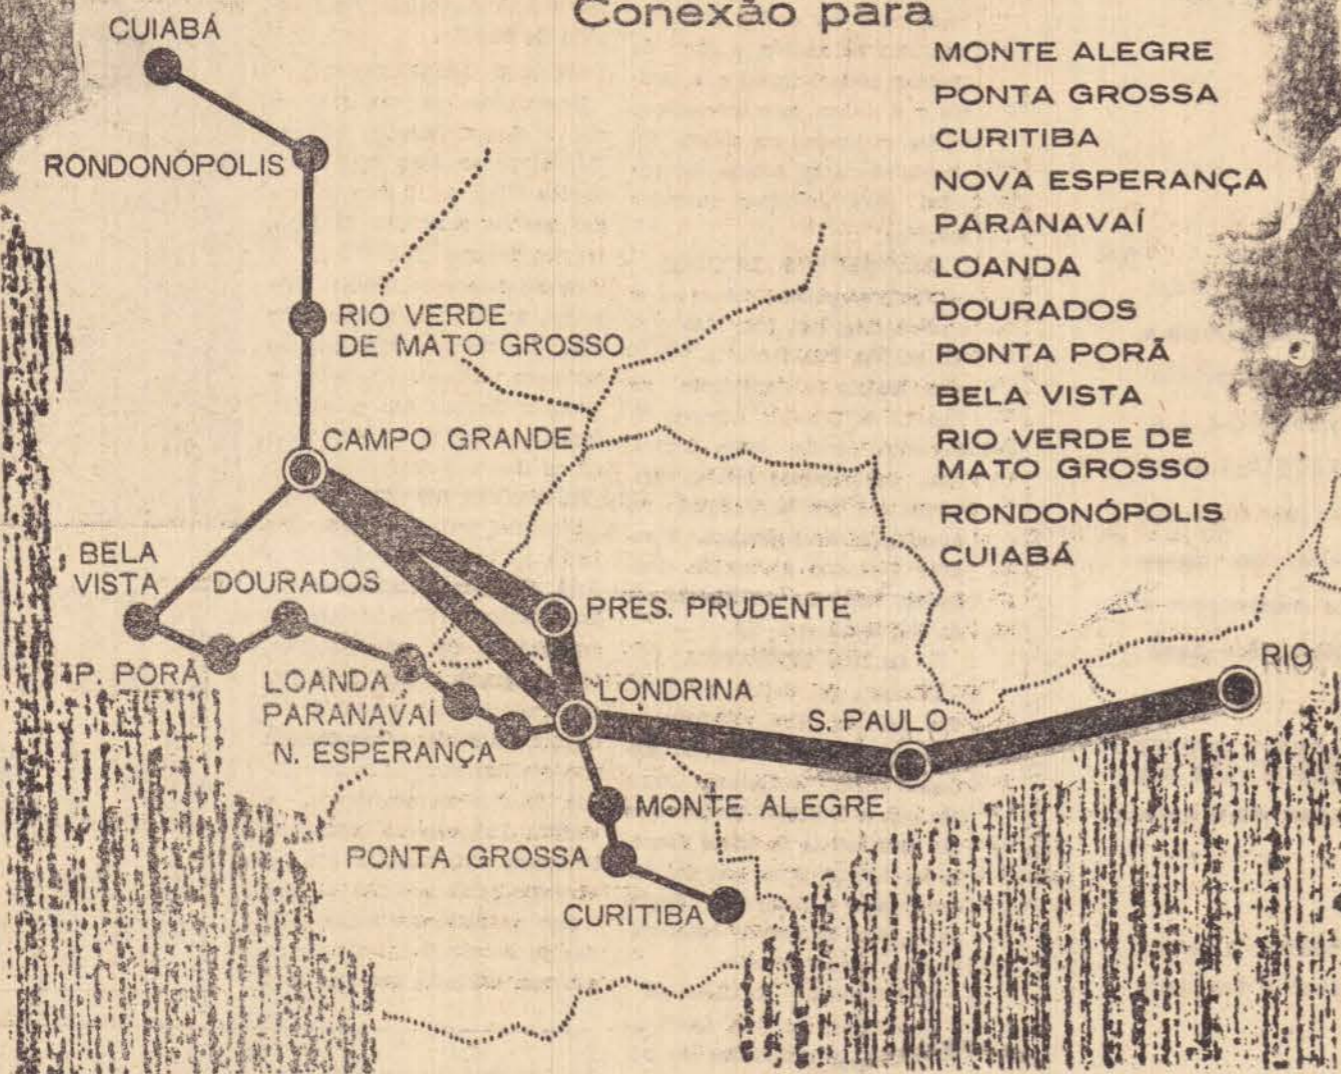 Conexão para
MONTE ALEGRE
PONTA GROSSA
CURITIBA
NOVA ESPERANÇA
PARANAVAÍ
LOANDA
DOURADOS
PONTA PORÃ
BELA VISTA
RIO VERDE DE
MATO GROSSO
RONDONÓPOLIS
CUIABÁ
CUIABÁ
RONDONÓPOLIS
RIO VERDE
DE MATO GROSSO
CAMPO GRANDE
BELA
VISTA
DOURADOS
PRES. PRUDENTE
P. PORÃ
LOANDA
PARANAVAÍ
N. ESPERANÇA
LONDRINA
S. PAULO
RIO
MONTE ALEGRE
PONTA GROSSA
CURITIBA